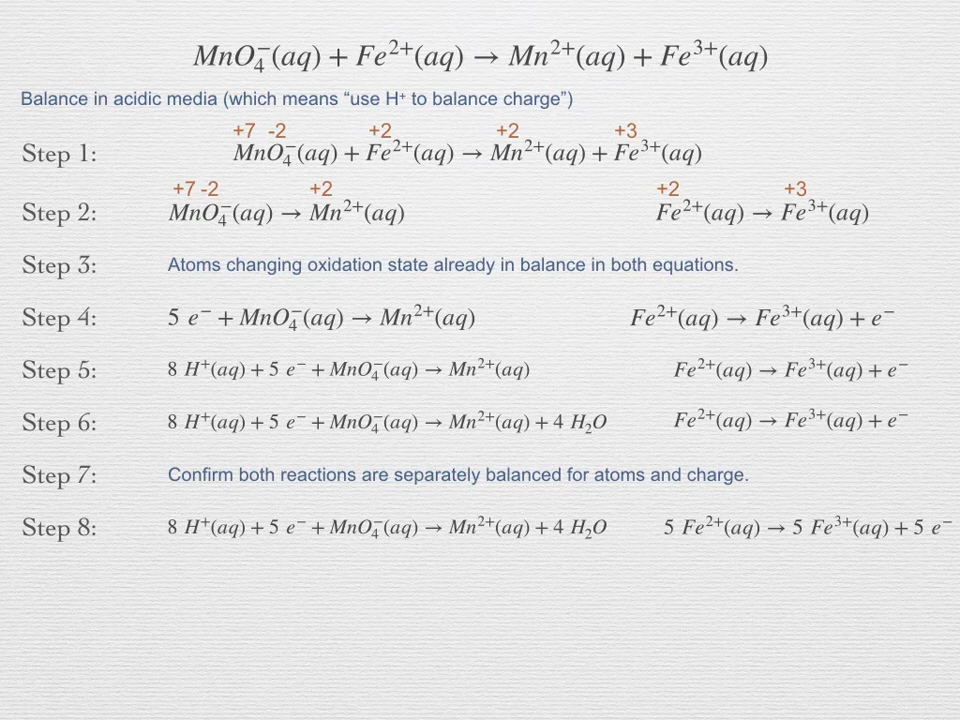 MnO₄⁻(aq) + Fe²⁺(aq) → Mn²⁺(aq) + Fe³⁺(aq)
Balance in acidic media (which means “use H⁺ to balance charge”)
+7 -2 +2 +2 +3
Step 1: MnO₄⁻(aq) + Fe²⁺(aq) → Mn²⁺(aq) + Fe³⁺(aq)
+7 -2 +2 +2 +3
Step 2: MnO₄⁻(aq) → Mn²⁺(aq) Fe²⁺(aq) → Fe³⁺(aq)
Step 3: Atoms changing oxidation state already in balance in both equations.
Step 4: 5 e⁻ + MnO₄⁻(aq) → Mn²⁺(aq) Fe²⁺(aq) → Fe³⁺(aq) + e⁻
Step 5: 8 H⁺(aq) + 5 e⁻ + MnO₄⁻(aq) → Mn²⁺(aq) Fe²⁺(aq) → Fe³⁺(aq) + e⁻
Step 6: 8 H⁺(aq) + 5 e⁻ + MnO₄⁻(aq) → Mn²⁺(aq) + 4 H₂O Fe²⁺(aq) → Fe³⁺(aq) + e⁻
Step 7: Confirm both reactions are separately balanced for atoms and charge.
Step 8: 8 H⁺(aq) + 5 e⁻ + MnO₄⁻(aq) → Mn²⁺(aq) + 4 H₂O 5 Fe²⁺(aq) → 5 Fe³⁺(aq) + 5 e⁻